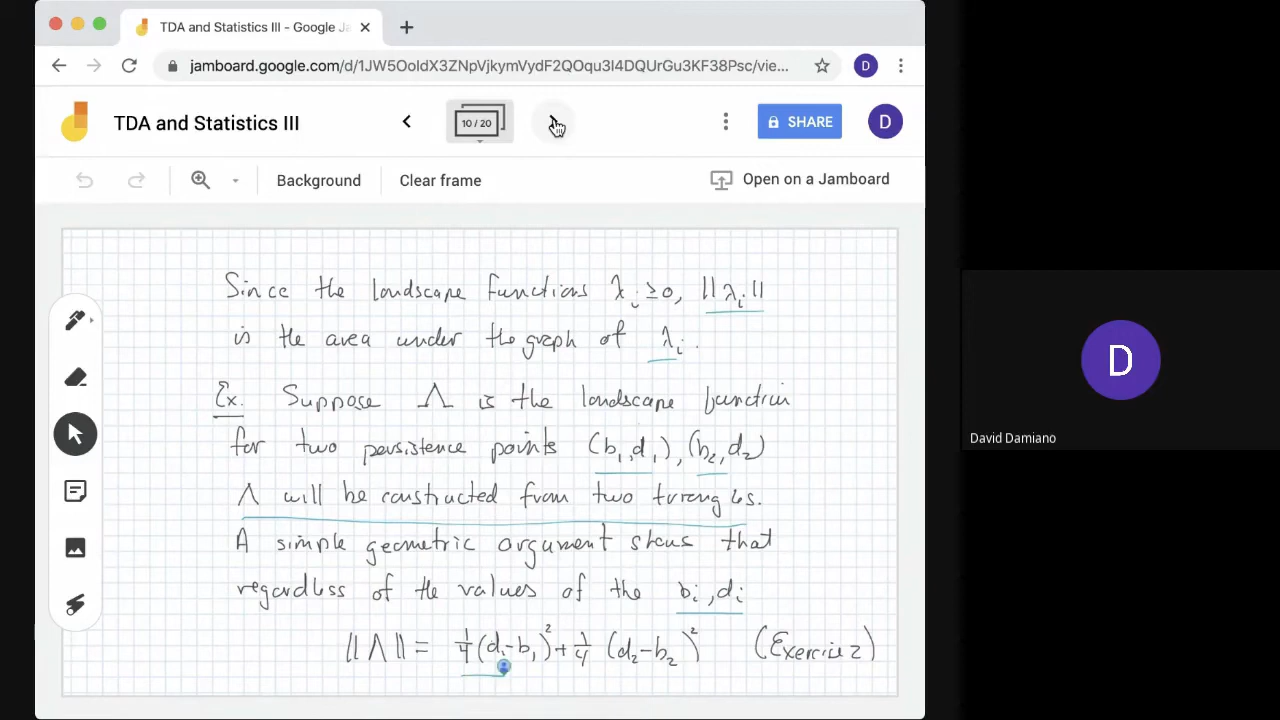 TDA and Statistics III - Google Ja
jamboard.google.com/d/1JW5OoldX3ZNpVjkymVydF2QOqu3l4DQUrGu3KF38Psc/vie...
D
TDA and Statistics III
10 / 20
SHARE
D
Background
Clear frame
Open on a Jamboard
Since the landscape functions λᵢ ≥ 0, ||λᵢ||
is the area under the graph of λᵢ.
Ex. Suppose Λ is the landscape function
for two persistence points (b₁,d₁),(b₂,d₂)
Λ will be constructed from two triangles.
A simple geometric argument shows that
regardless of the values of the bᵢ,dᵢ
||Λ|| = 1/4 (d₁-b₁)² + 1/4 (d₂-b₂)² (Exercise 2)
D
David Damiano